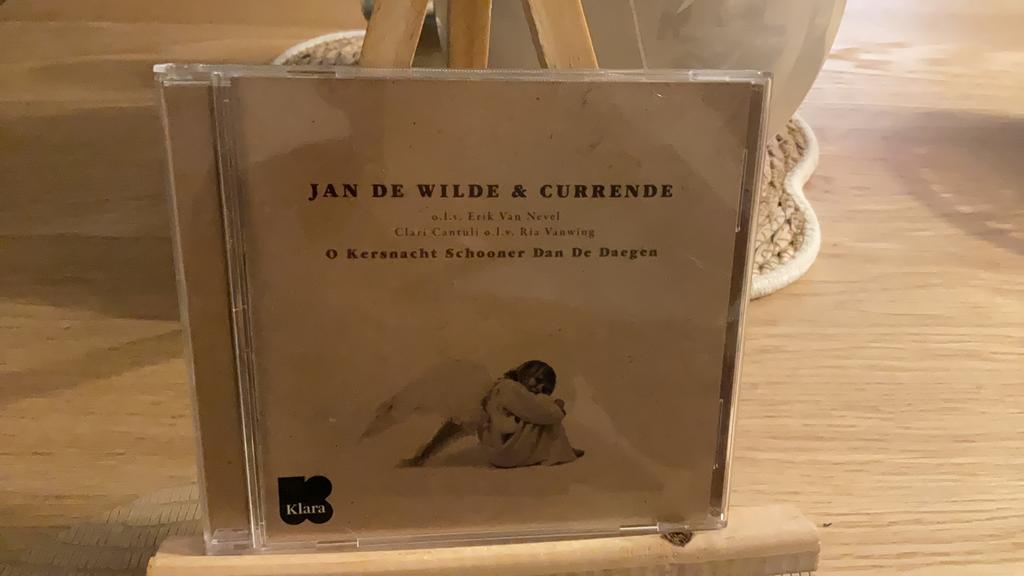 JAN DE WILDE & CURRENDE
o.l.v. Erik Van Nevel
Clari Cantuli o.l.v. Ria Vanwing
O Kersnacht Schooner Dan De Daegen
Klara